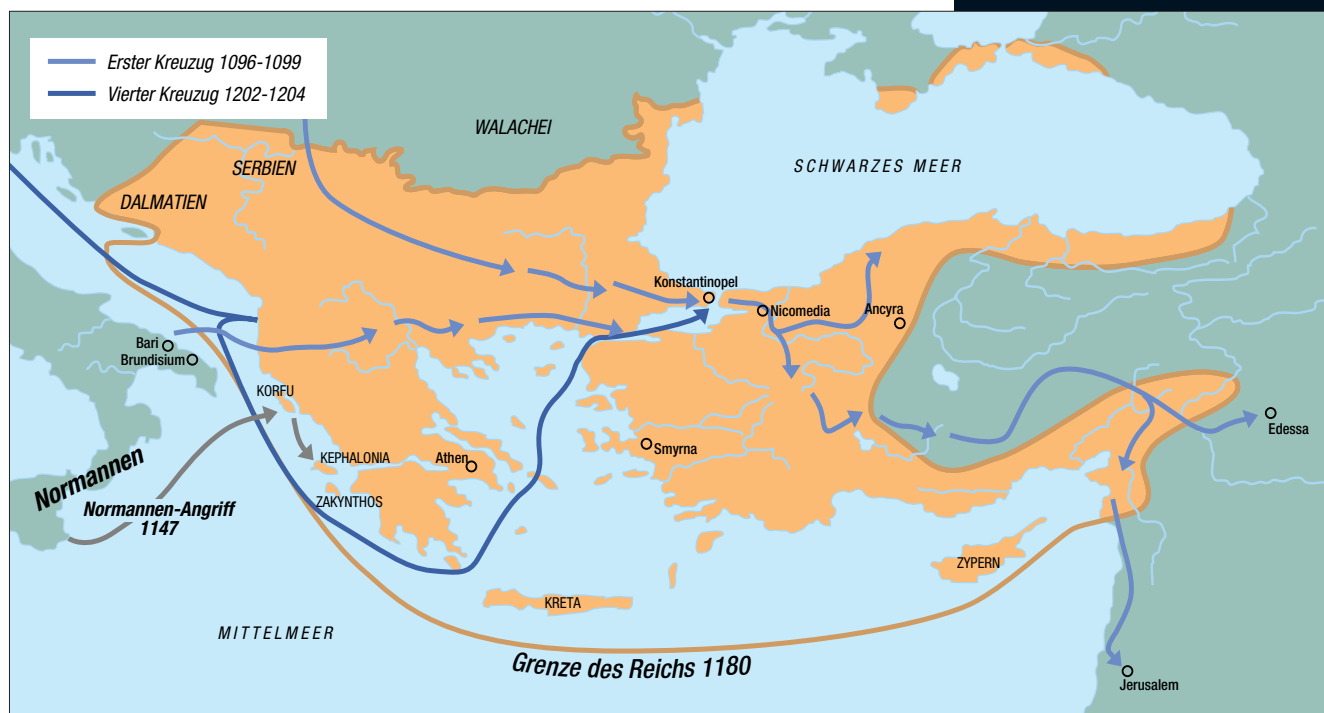 Erster Kreuzug 1096-1099
Vierter Kreuzug 1202-1204
WALACHEI
SERBIEN
SCHWARZES MEER
DALMATIEN
Konstantinopel
Nicomedia
Ancyra
Bari
Brundisium
KORFU
Edessa
Smyrna
KEPHALONIA
Athen
Normannen
ZAKYNTHOS
Normannen-Angriff
1147
ZYPERN
KRETA
MITTELMEER
Grenze des Reichs 1180
Jerusalem